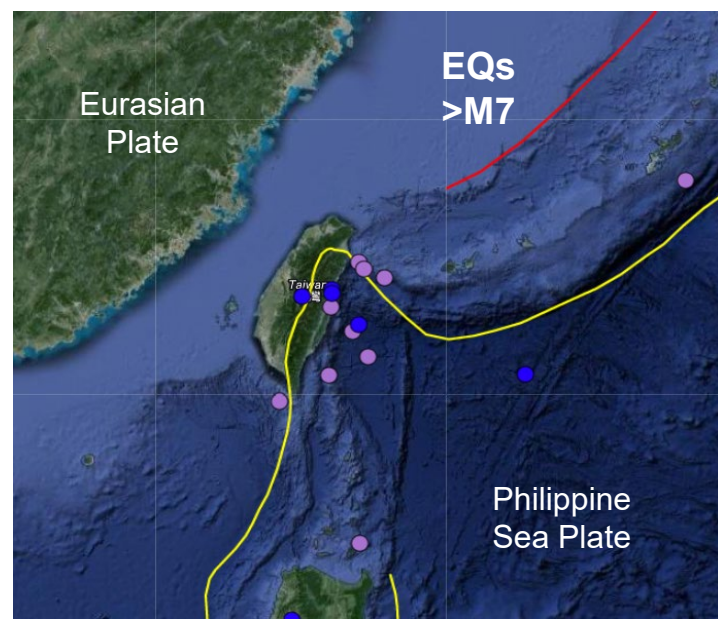 EQs
>M7
Eurasian
Plate
Taiwan
Philippine
Sea Plate